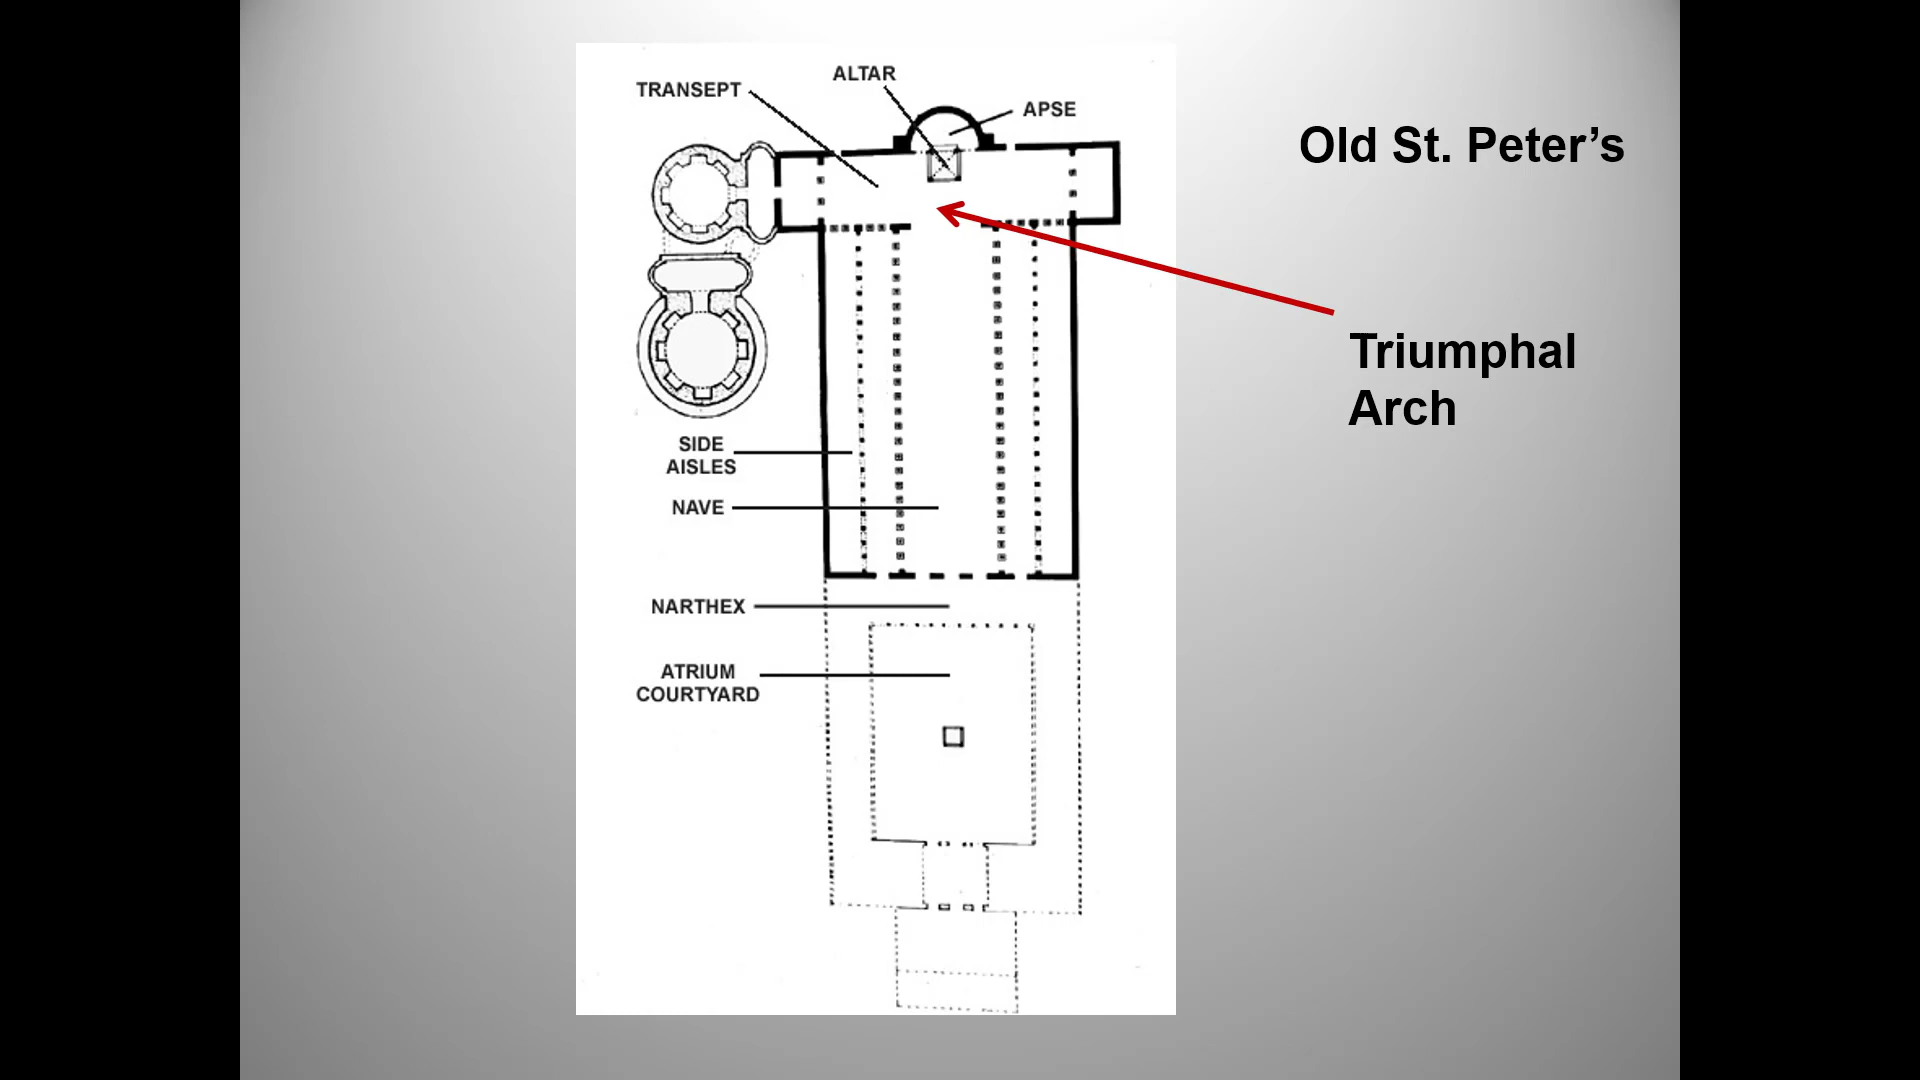 TRANSEPT
ALTAR
APSE
Old St. Peter’s
Triumphal
Arch
SIDE
AISLES
NAVE
NARTHEX
ATRIUM
COURTYARD